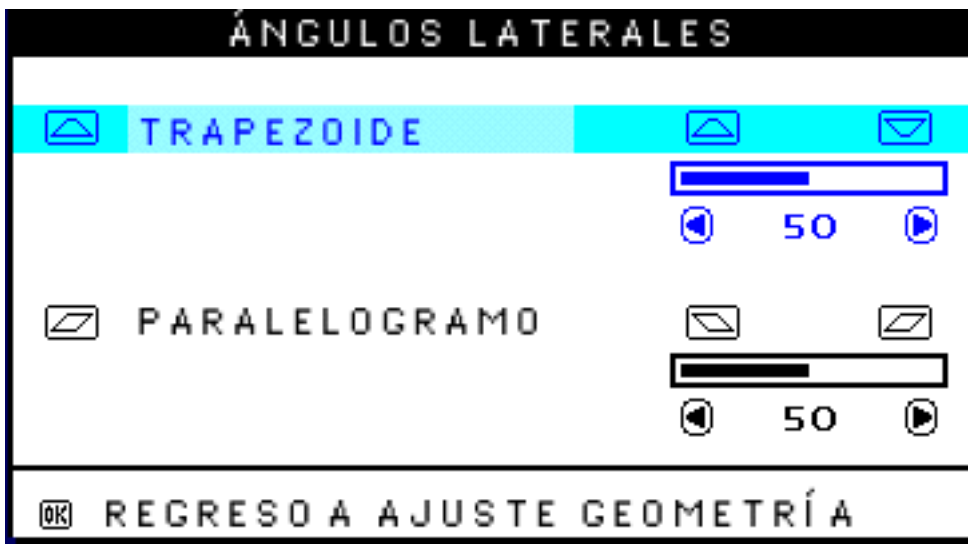 ÁNGULOS LATERALES
TRAPEZOIDE
50
PARALELOGRAMO
50
OK REGRESO A AJUSTE GEOMETRÍA